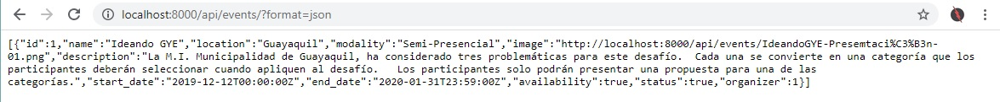 localhost:8000/api/events/?format=json
[{"id":1,"name":"Ideando GYE","location":"Guayaquil","modality":"Semi-Presencial","image":"http://localhost:8000/api/events/IdeandoGYE-Presemtaci%C3%B3n-
01.png","description":"La M.I. Municipalidad de Guayaquil, ha considerado tres problemáticas para este desafío.  Cada una se convierte en una categoría que los
participantes deberán seleccionar cuando apliquen al desafío.   Los participantes solo podrán presentar una propuesta para una de las
categorías.","start_date":"2019-12-12T00:00:00Z","end_date":"2020-01-31T23:59:00Z","availability":true,"status":true,"organizer":1}]